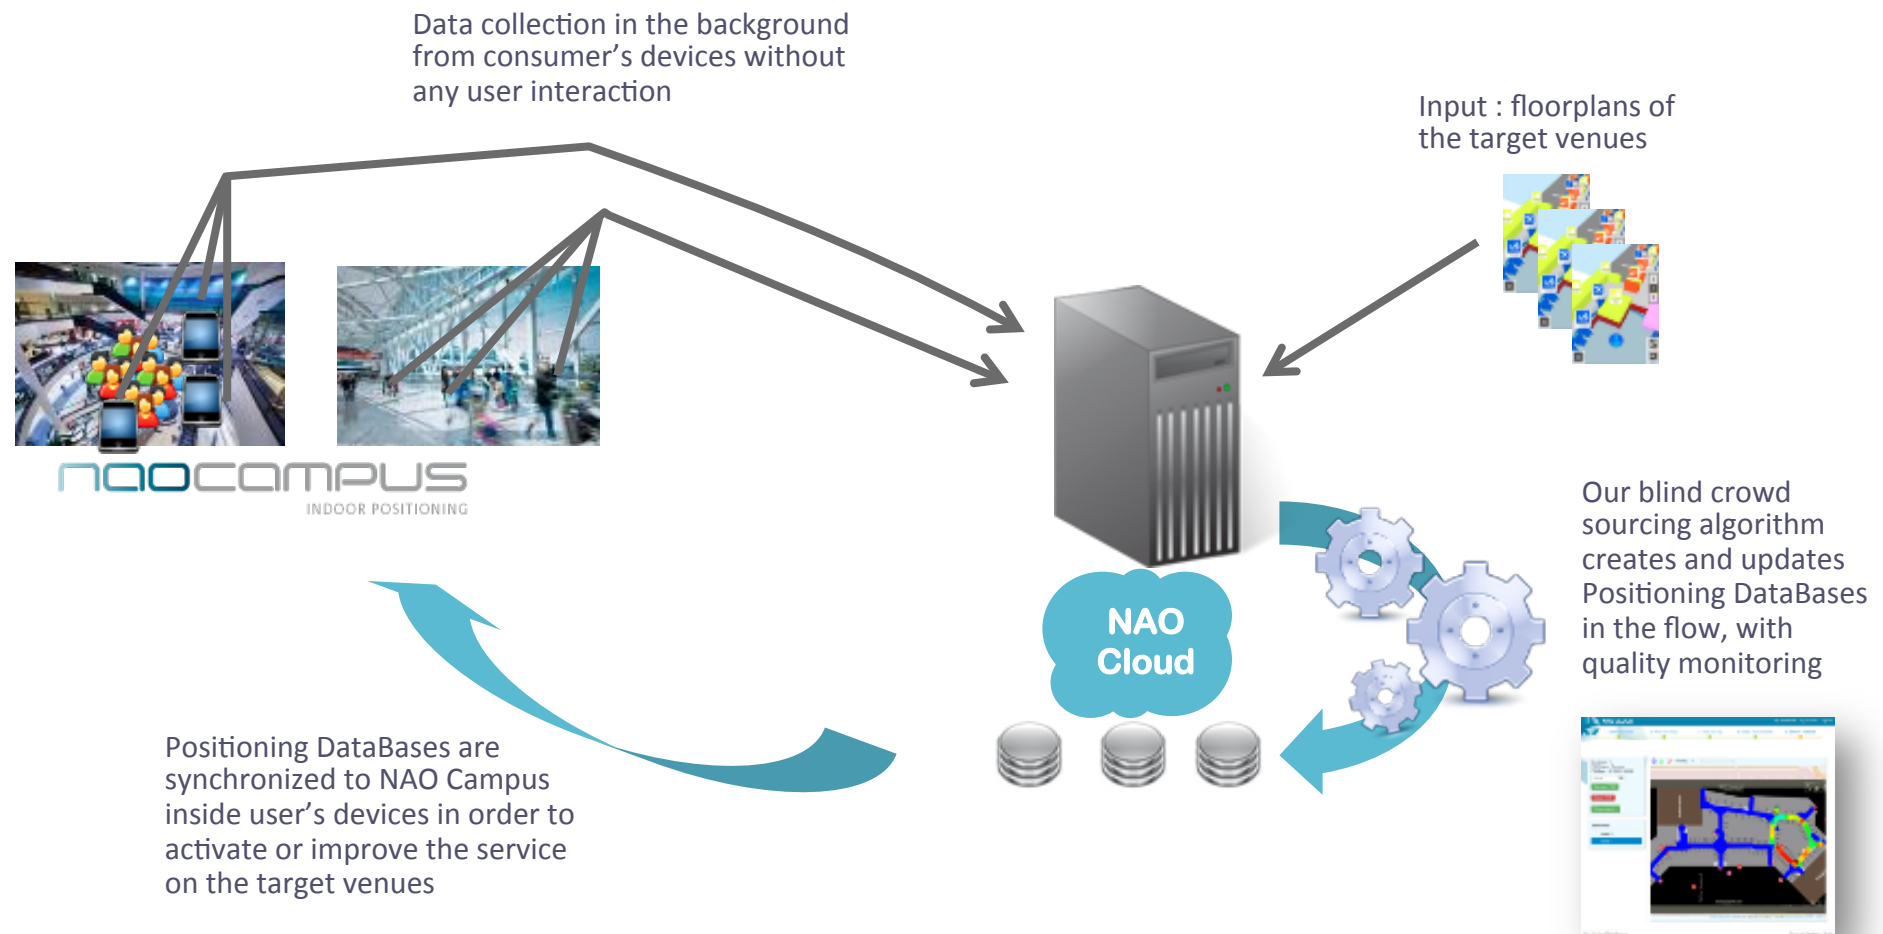 Data collection in the background
from consumer’s devices without
any user interaction
Input : floorplans of
the target venues
naocampus
INDOOR POSITIONING
NAO
Cloud
Our blind crowd
sourcing algorithm
creates and updates
Positioning DataBases
in the flow, with
quality monitoring
Positioning DataBases are
synchronized to NAO Campus
inside user’s devices in order to
activate or improve the service
on the target venues